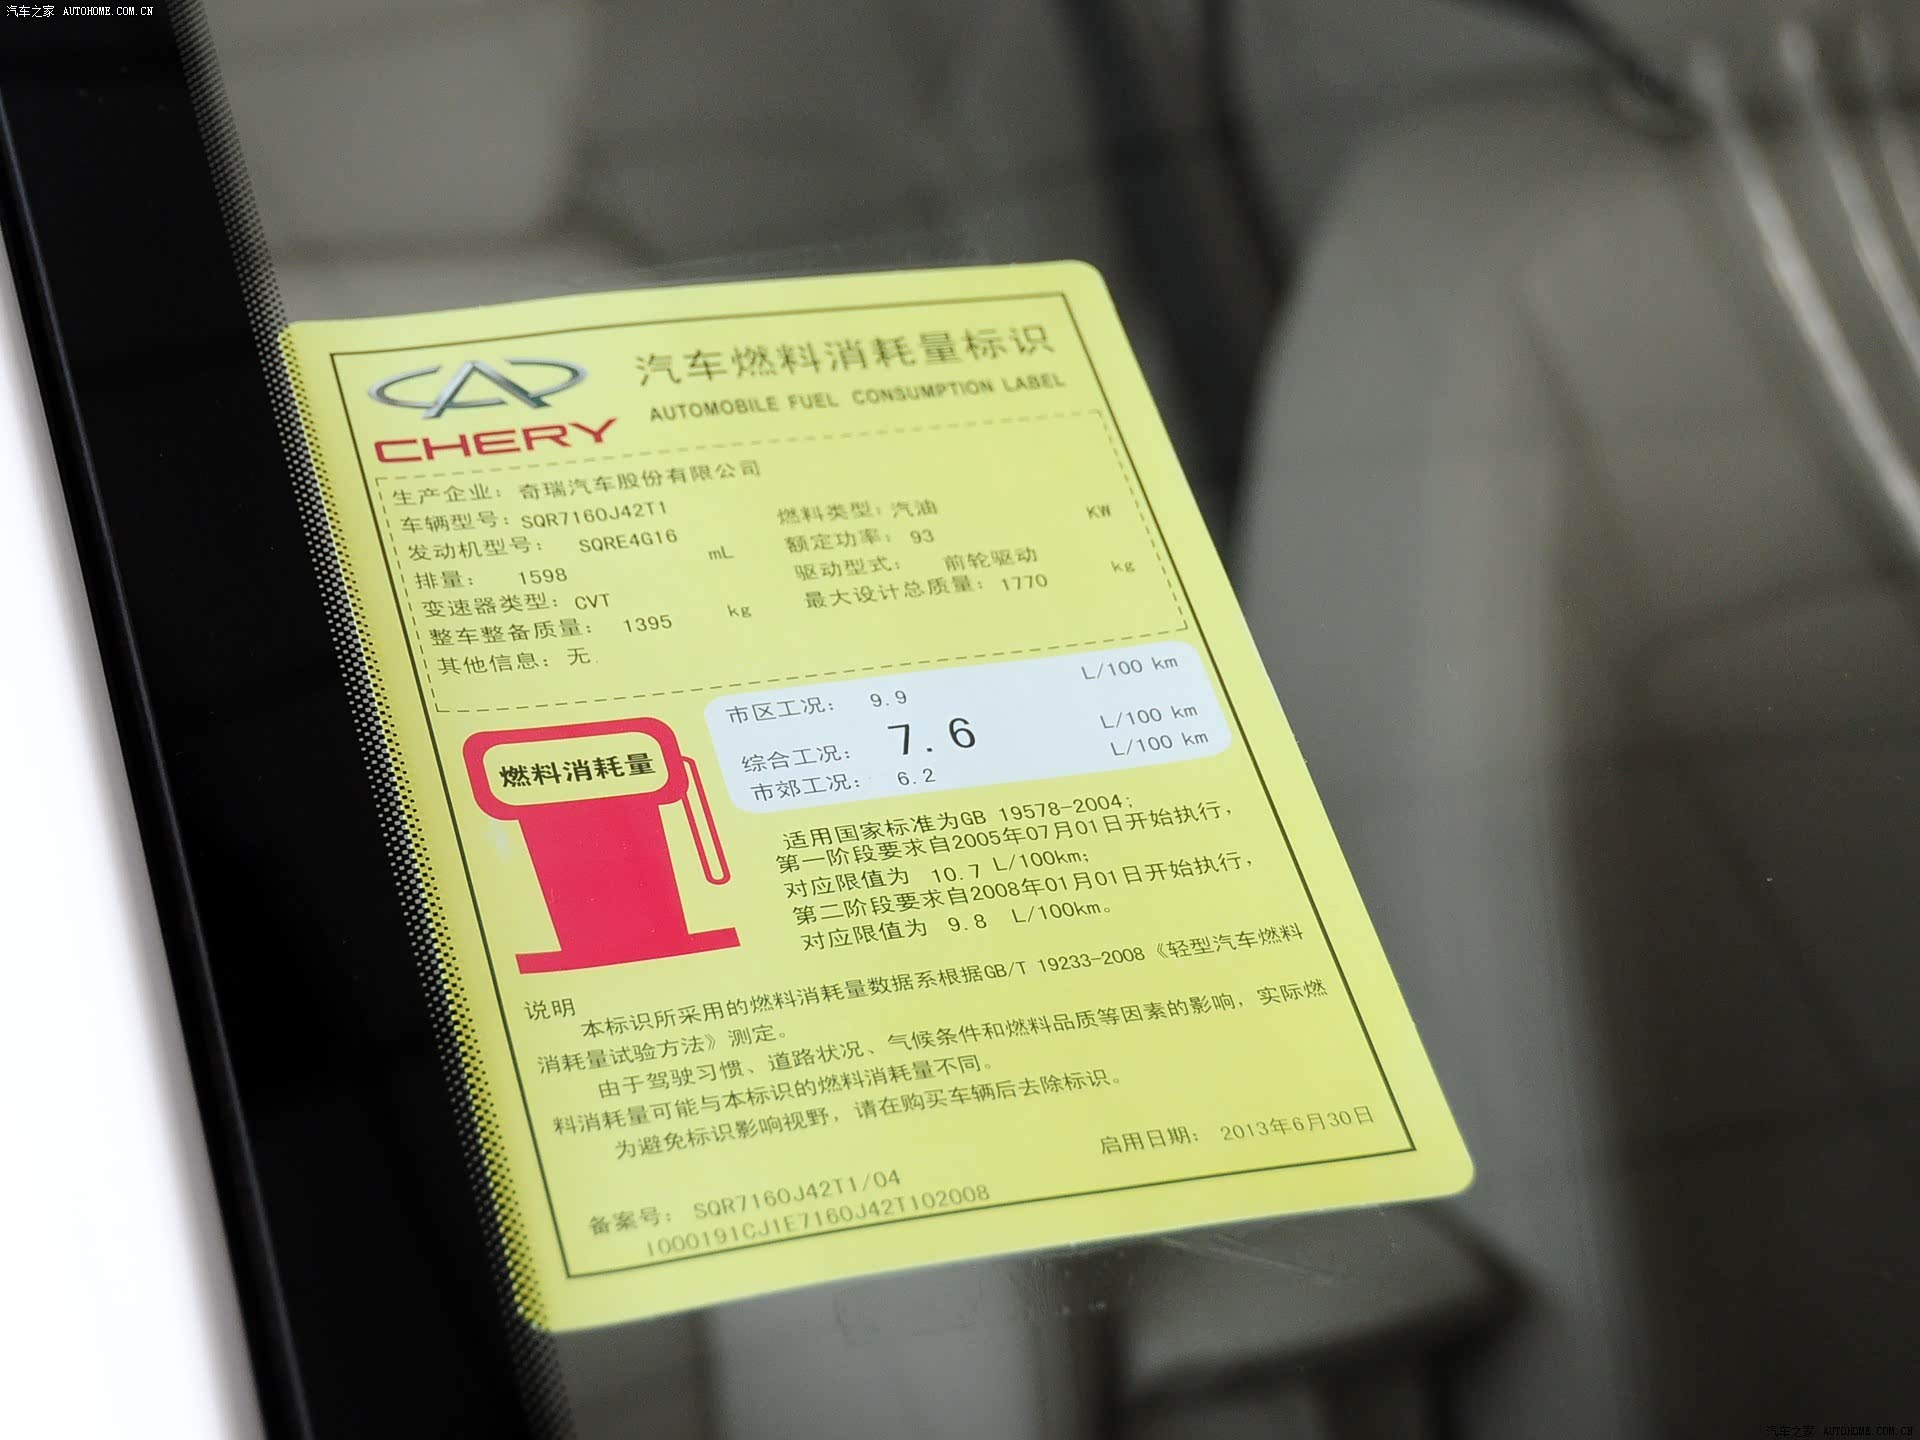 汽车之家 AUTOHOME.COM.CN
CHERY
汽车燃料消耗量标识
AUTOMOBILE FUEL CONSUMPTION LABEL
生产企业：奇瑞汽车股份有限公司
车辆型号：SQR7160J42T1 燃料类型：汽油
发动机型号： SQRE4G16 额定功率： 93 KW
排量： 1598 mL 驱动型式： 前轮驱动
变速器类型：CVT 最大设计总质量： 1770 kg
整车整备质量： 1395 kg
其他信息：无
燃料消耗量
市区工况： 9.9 L/100 km
综合工况： 7.6 L/100 km
市郊工况： 6.2 L/100 km
适用国家标准为GB 19578-2004；
第一阶段要求自2005年07月01日开始执行，
对应限值为 10.7 L/100km；
第二阶段要求自2008年01月01日开始执行，
对应限值为 9.8 L/100km。
说明
本标识所采用的燃料消耗量数据系根据GB/T 19233-2008《轻型汽车燃料
消耗量试验方法》测定。
由于驾驶习惯、道路状况、气候条件和燃料品质等因素的影响，实际燃
料消耗量可能与本标识的燃料消耗量不同。
为避免标识影响视野，请在购买车辆后去除标识。
启用日期： 2013年6月30日
备案号： SQR7160J42T1/04
1000191CJ1E7160J42T102008
汽车之家 AUTOHOME.COM.CN